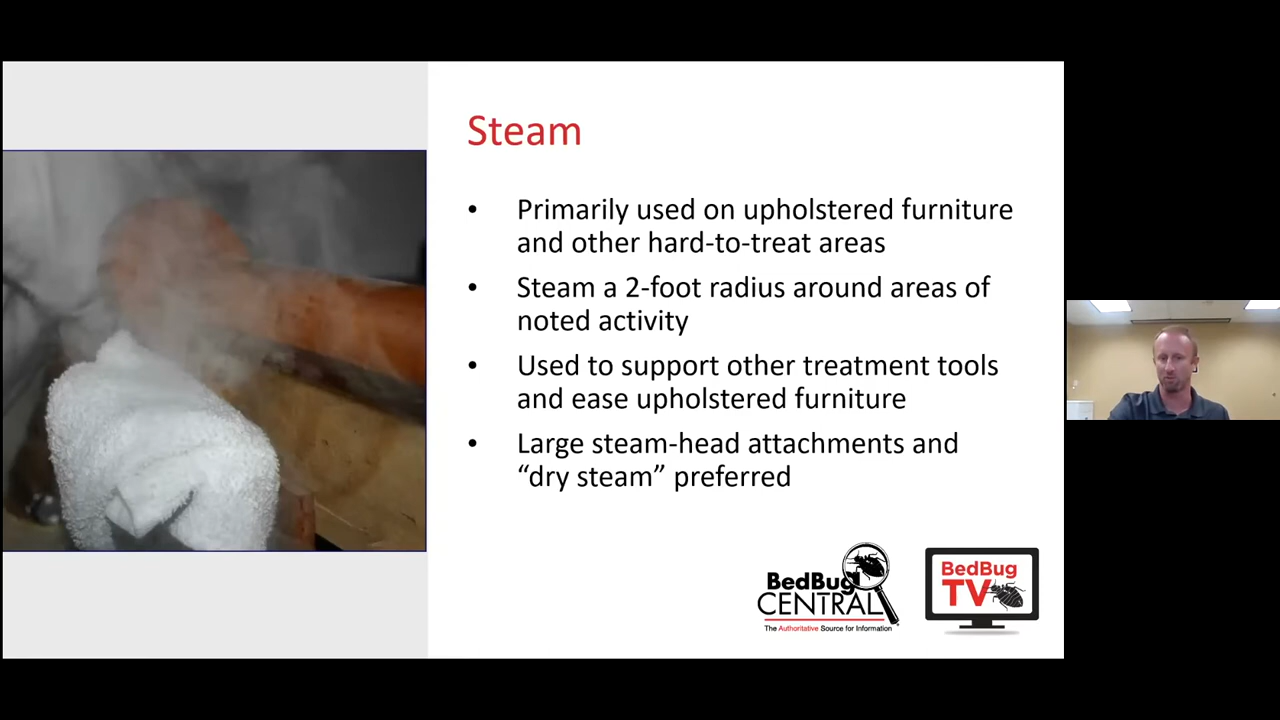 Steam
• Primarily used on upholstered furniture
and other hard-to-treat areas
• Steam a 2-foot radius around areas of
noted activity
• Used to support other treatment tools
and ease upholstered furniture
• Large steam-head attachments and
“dry steam” preferred
BedBug
CENTRAL
The Authoritative Source for Information
BedBug
TV